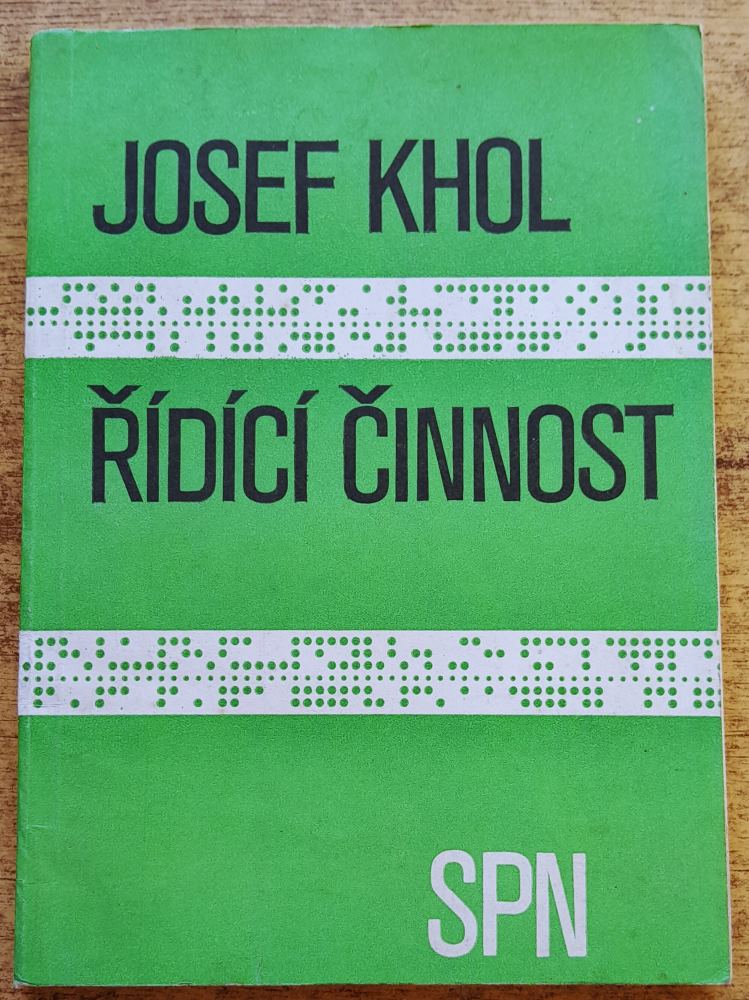 JOSEF KHOL
ŘÍDÍCÍ ČINNOST
SPN